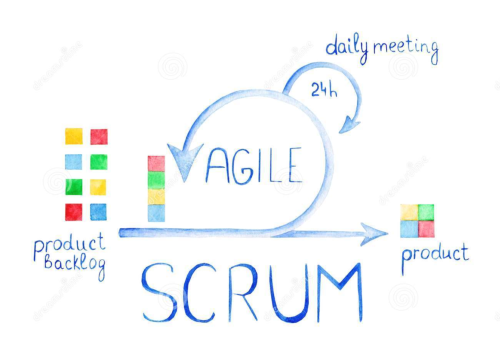 daily meeting
24h
AGILE
product
backlog
product
SCRUM